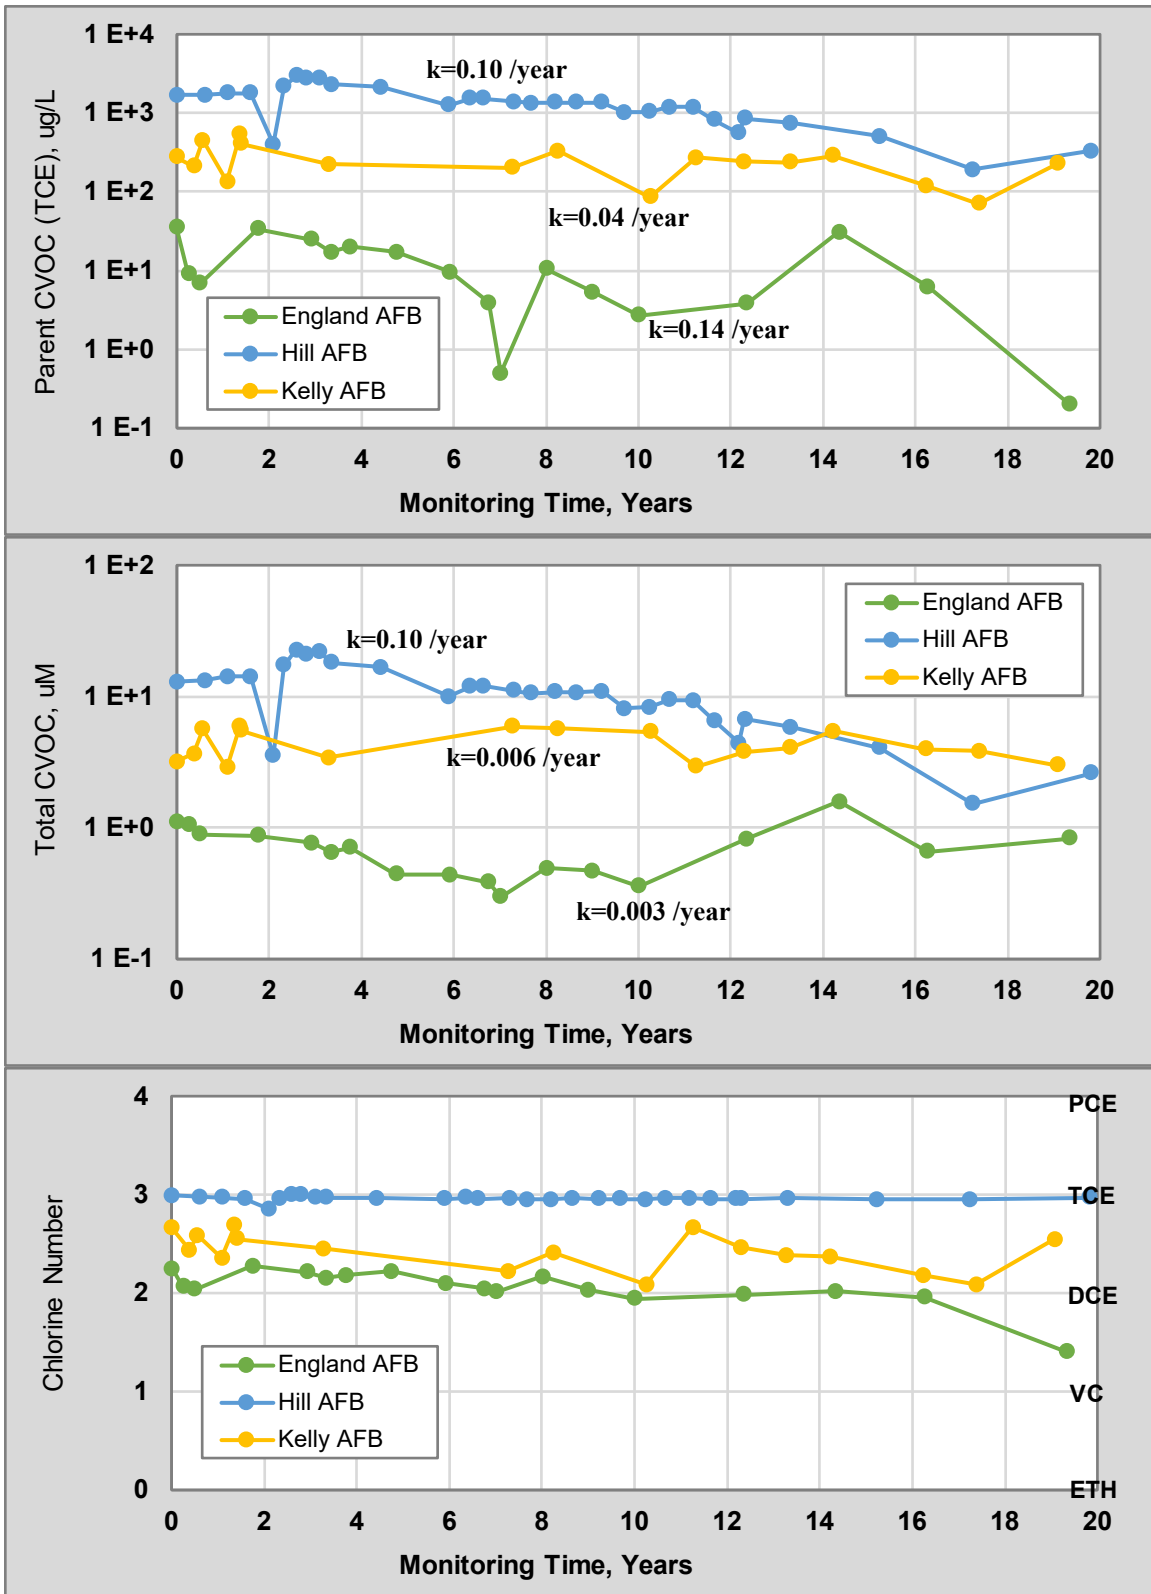 Parent CVOC (TCE), ug/L
1 E+4
1 E+3
1 E+2
1 E+1
1 E+0
1 E-1
k=0.10 /year
k=0.04 /year
k=0.14 /year
England AFB
Hill AFB
Kelly AFB
0 2 4 6 8 10 12 14 16 18 20
Monitoring Time, Years
Total CVOC, uM
1 E+2
1 E+1
1 E+0
1 E-1
England AFB
Hill AFB
Kelly AFB
k=0.10 /year
k=0.006 /year
k=0.003 /year
0 2 4 6 8 10 12 14 16 18 20
Monitoring Time, Years
Chlorine Number
4
3
2
1
0
PCE
TCE
DCE
VC
ETH
England AFB
Hill AFB
Kelly AFB
0 2 4 6 8 10 12 14 16 18 20
Monitoring Time, Years